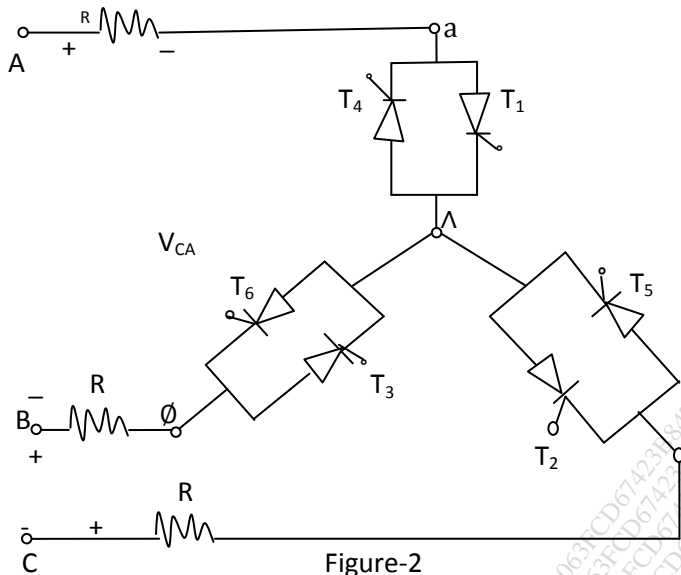 R
a
A
+
–
T4
T1
Λ
VCA
T6
T5
T3
–
R
B
Ø
T2
+
R
-
+
C
Figure-2